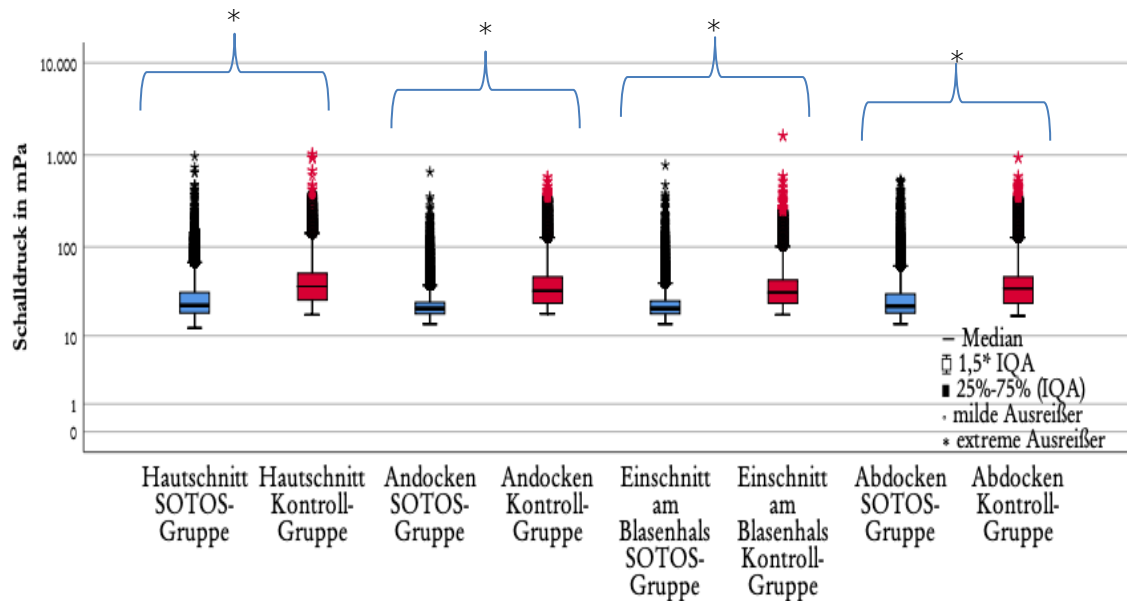 * * * *
Schalldruck in mPa
10.000
1.000
100
10
1
0
– Median
1,5* IQA
25%-75% (IQA)
milde Ausreißer
* extreme Ausreißer
Hautschnitt
SOTOS-
Gruppe
Hautschnitt
Kontroll-
Gruppe
Andocken
SOTOS-
Gruppe
Andocken
Kontroll-
Gruppe
Einschnitt
am
Blasenhals
SOTOS-
Gruppe
Einschnitt
am
Blasenhals
Kontroll-
Gruppe
Abdocken
SOTOS-
Gruppe
Abdocken
Kontroll-
Gruppe